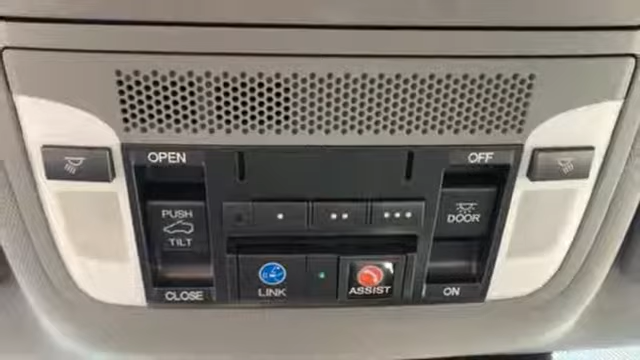 OPEN
OFF
PUSH
TILT
DOOR
LINK
ASSIST
CLOSE
ON